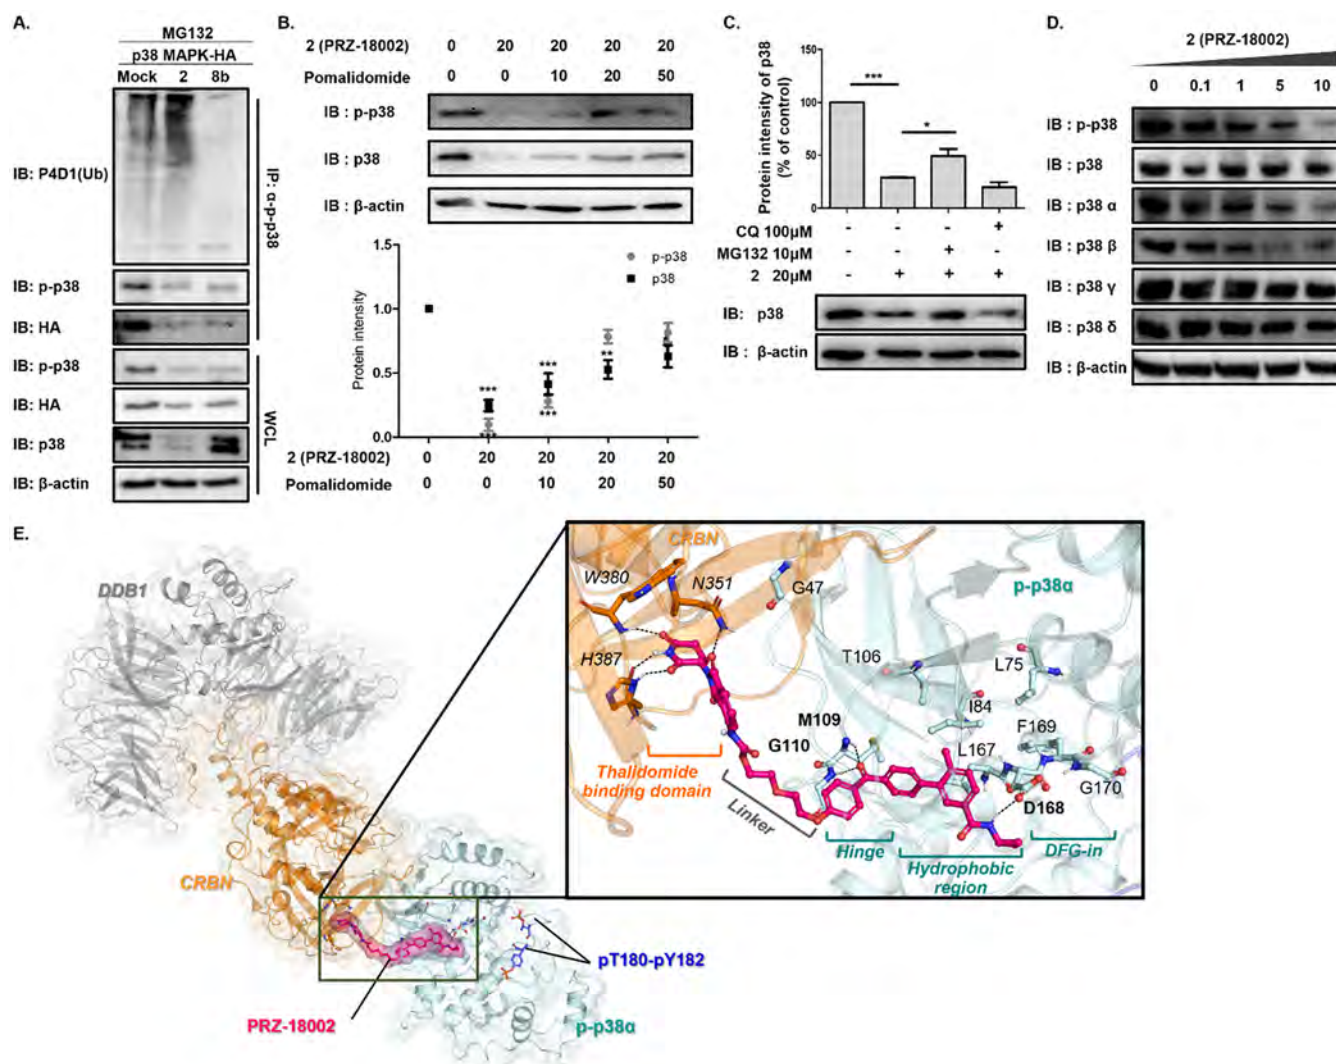 A.
MG132
p38 MAPK-HA
Mock 2 8b
IB: P4D1(Ub)
IB: p-p38
IB: HA
IB: p-p38
IB: HA
IB: p38
IB: β-actin
IP: α-p-p38
WCL
B.
2 (PRZ-18002) 0 20 20 20 20
Pomalidomide 0 0 10 20 50
IB : p-p38
IB : p38
IB : β-actin
Protein intensity
1.5
1.0
0.5
0.0
p-p38
p38
***
***
***
***
**
*
2 (PRZ-18002) 0 20 20 20 20
Pomalidomide 0 0 10 20 50
C.
Protein intensity of p38
(% of control)
150
100
50
0
***
*
CQ 100μM - - - +
MG132 10μM - - + -
2 20μM - + + +
IB: p38
IB : β-actin
D.
2 (PRZ-18002)
0 0.1 1 5 10
IB : p-p38
IB : p38
IB : p38 α
IB : p38 β
IB : p38 γ
IB : p38 δ
IB : β-actin
E.
DDB1
CRBN
PRZ-18002
pT180-pY182
p-p38α
CRBN
W380
N351
G47
H387
p-p38α
T106
L75
I84
M109
G110
F169
L167
G170
D168
Thalidomide
binding domain
Linker
Hinge
Hydrophobic
region
DFG-in